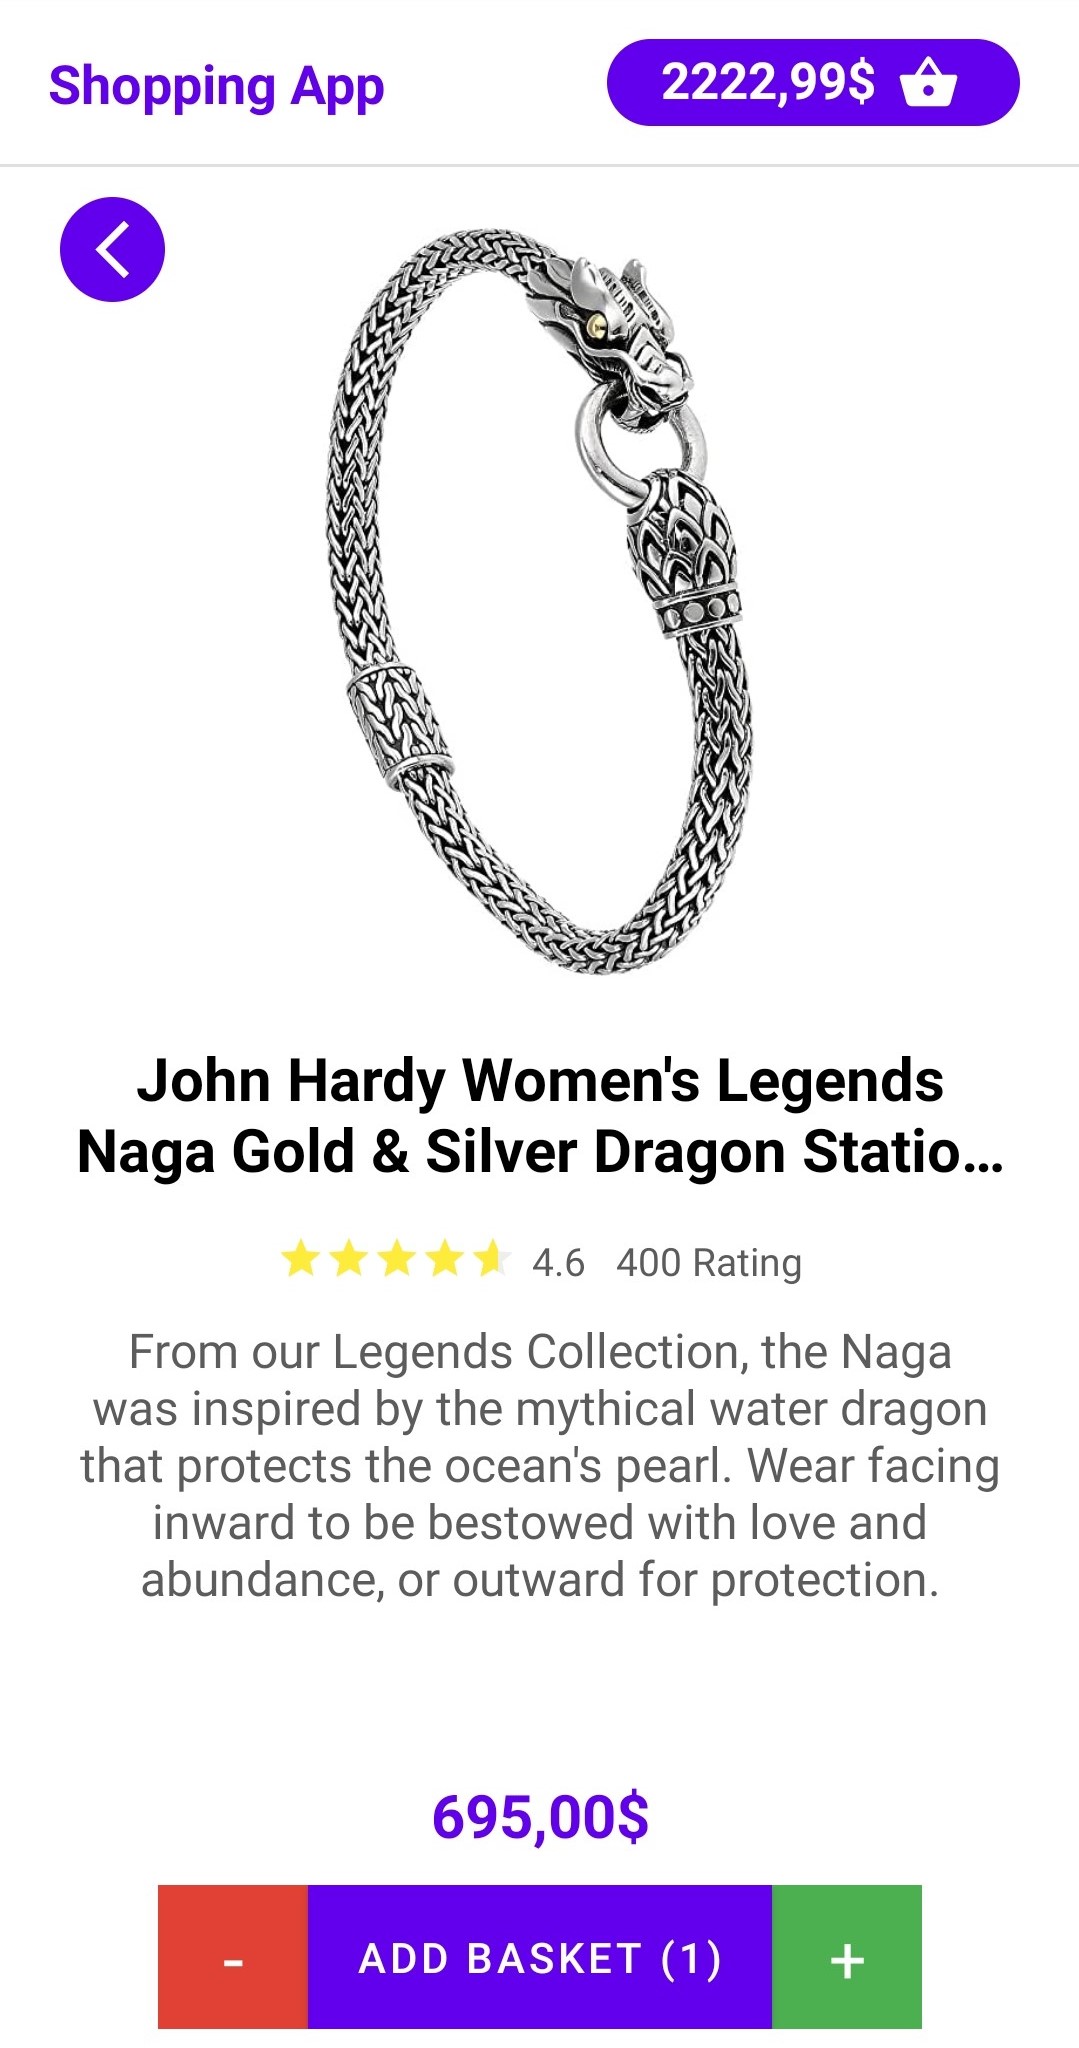 Shopping App
2222,99$
John Hardy Women's Legends
Naga Gold & Silver Dragon Statio...
4.6 400 Rating
From our Legends Collection, the Naga
was inspired by the mythical water dragon
that protects the ocean's pearl. Wear facing
inward to be bestowed with love and
abundance, or outward for protection.
695,00$
- ADD BASKET (1) +